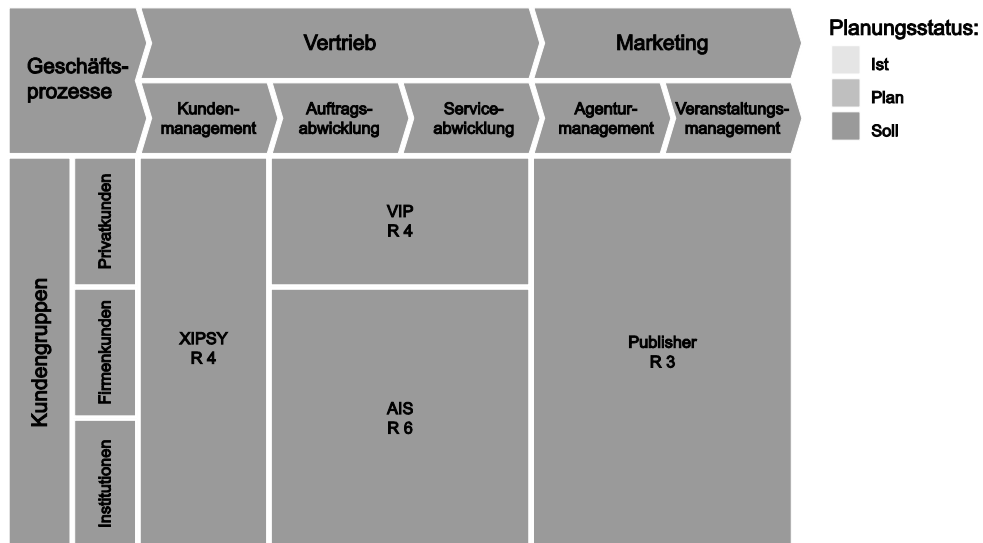 Geschäfts-
prozesse
Vertrieb
Marketing
Kunden-
management
Auftrags-
abwicklung
Service-
abwicklung
Agentur-
management
Veranstaltungs-
management
Planungsstatus:
Ist
Plan
Soll
Kundengruppen
Privatkunden
Firmenkunden
Institutionen
XIPSY
R 4
VIP
R 4
AIS
R 6
Publisher
R 3